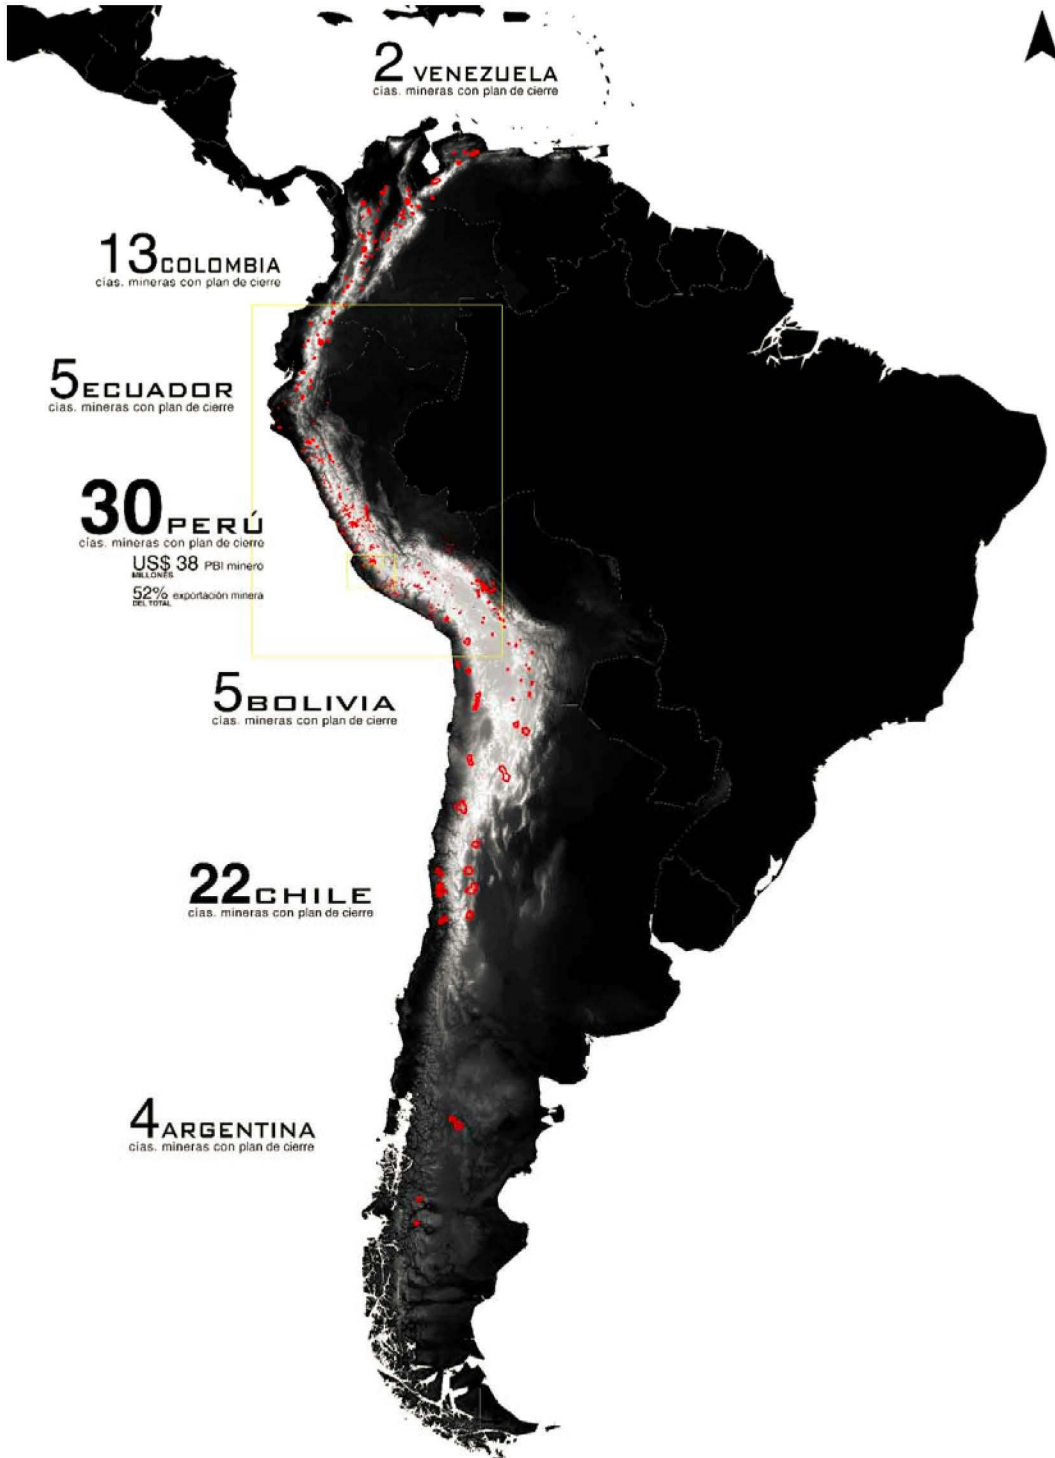 2 VENEZUELA
cías. mineras con plan de cierre
13 COLOMBIA
cías. mineras con plan de cierre
5 ECUADOR
cías. mineras con plan de cierre
30 PERÚ
cías. mineras con plan de cierre
US$ 38 PBI minero
MILLONES
52% exportación minera
DEL TOTAL
5 BOLIVIA
cías. mineras con plan de cierre
22 CHILE
cías. mineras con plan de cierre
4 ARGENTINA
cías. mineras con plan de cierre